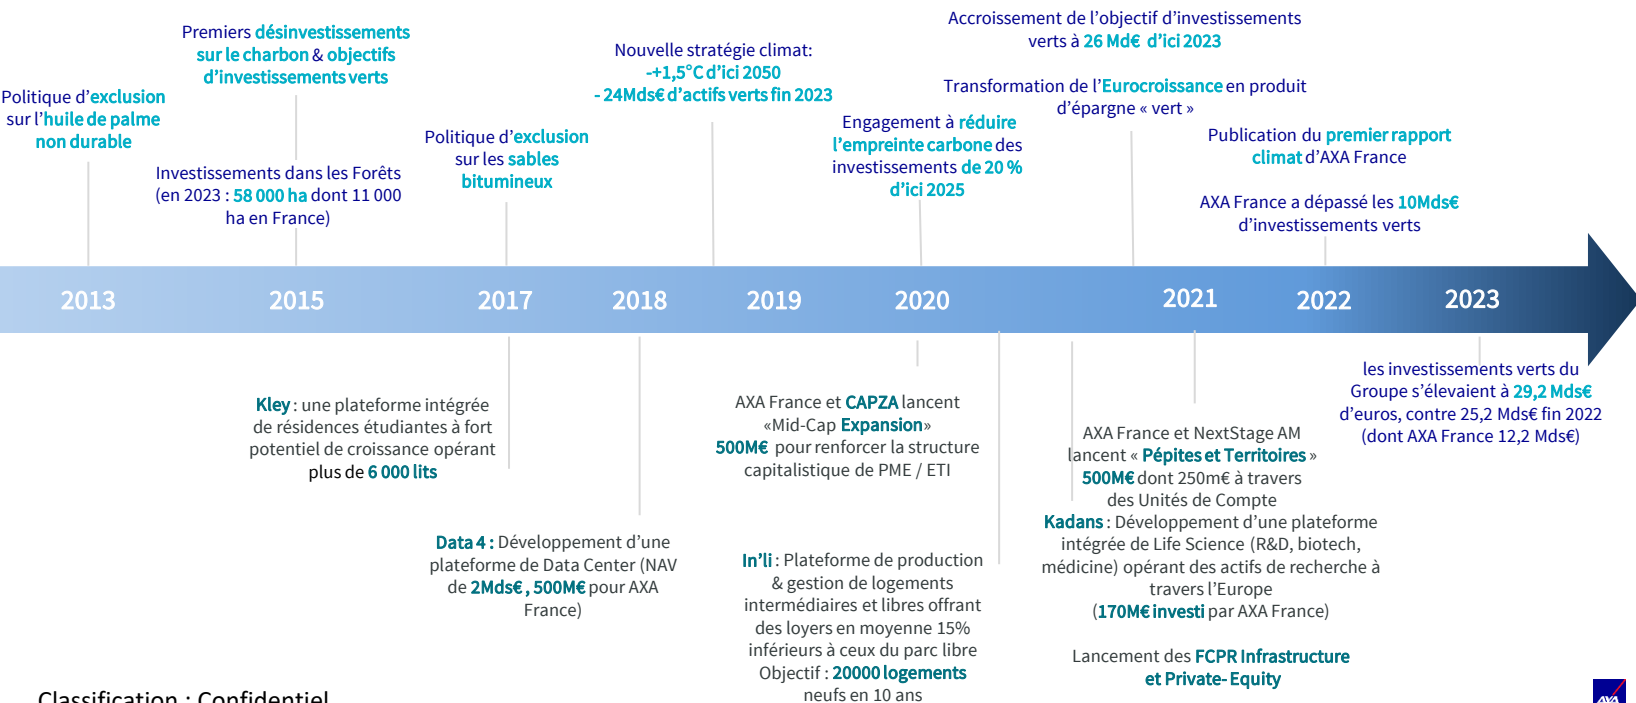 Politique d’exclusion
sur l’huile de palme
non durable
Premiers désinvestissements
sur le charbon & objectifs
d’investissements verts
Investissements dans les Forêts
(en 2023 : 58 000 ha dont 11 000
ha en France)
Politique d’exclusion
sur les sables
bitumineux
Nouvelle stratégie climat:
-+1,5°C d’ici 2050
- 24Mds€ d’actifs verts fin 2023
Engagement à réduire
l’empreinte carbone des
investissements de 20 %
d’ici 2025
Accroissement de l’objectif d’investissements
verts à 26 Md€ d’ici 2023
Transformation de l’Eurocroissance en produit
d’épargne « vert »
Publication du premier rapport
climat d’AXA France
AXA France a dépassé les 10Mds€
d’investissements verts
2013
2015
2017
2018
2019
2020
2021
2022
2023
Kley : une plateforme intégrée
de résidences étudiantes à fort
potentiel de croissance opérant
plus de 6 000 lits
Data 4 : Développement d’une
plateforme de Data Center (NAV
de 2Mds€ , 500M€ pour AXA
France)
AXA France et CAPZA lancent
«Mid-Cap Expansion»
500M€ pour renforcer la structure
capitalistique de PME / ETI
In’li : Plateforme de production
& gestion de logements
intermédiaires et libres offrant
des loyers en moyenne 15%
inférieurs à ceux du parc libre
Objectif : 20000 logements
neufs en 10 ans
AXA France et NextStage AM
lancent « Pépites et Territoires »
500M€ dont 250m€ à travers
des Unités de Compte
Kadans : Développement d’une plateforme
intégrée de Life Science (R&D, biotech,
médicine) opérant des actifs de recherche à
travers l’Europe
(170M€ investi par AXA France)
Lancement des FCPR Infrastructure
et Private- Equity
les investissements verts du
Groupe s’élevaient à 29,2 Mds€
d’euros, contre 25,2 Mds€ fin 2022
(dont AXA France 12,2 Mds€)
Classification : Confidentiel
AXA